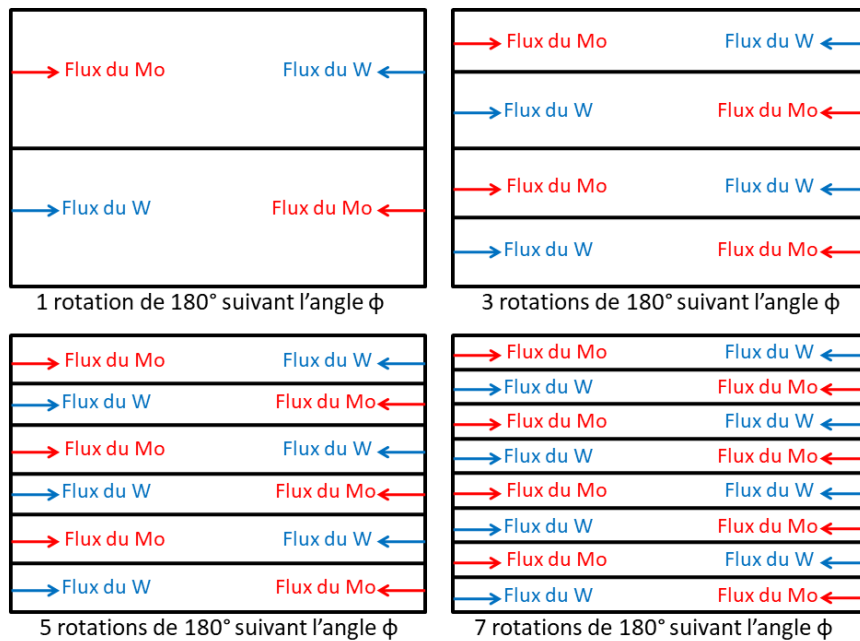 Flux du Mo Flux du W
Flux du W Flux du Mo
1 rotation de 180° suivant l'angle ϕ
Flux du Mo Flux du W
Flux du W Flux du Mo
Flux du Mo Flux du W
Flux du W Flux du Mo
3 rotations de 180° suivant l'angle ϕ
Flux du Mo Flux du W
Flux du W Flux du Mo
Flux du Mo Flux du W
Flux du W Flux du Mo
Flux du Mo Flux du W
Flux du W Flux du Mo
5 rotations de 180° suivant l'angle ϕ
Flux du Mo Flux du W
Flux du W Flux du Mo
Flux du Mo Flux du W
Flux du W Flux du Mo
Flux du Mo Flux du W
Flux du W Flux du Mo
Flux du Mo Flux du W
Flux du W Flux du Mo
7 rotations de 180° suivant l'angle ϕ